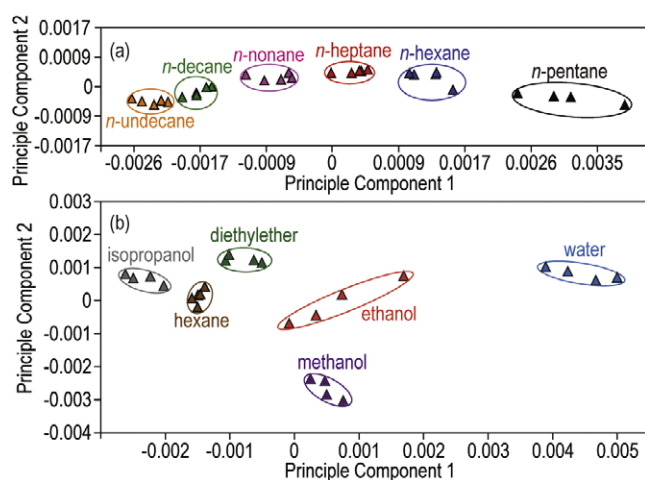 Principle Component 2
0.0017
0.0009
0
-0.0009
-0.0017
(a)
n-undecane
n-decane
n-nonane
n-heptane
n-hexane
n-pentane
-0.0026 -0.0017 -0.0009 0 0.0009 0.0017 0.0026 0.0035
Principle Component 1
Principle Component 2
0.003
0.002
0.001
0
-0.001
-0.002
-0.003
-0.004
(b)
isopropanol
diethylether
water
hexane
ethanol
methanol
-0.002 -0.001 0 0.001 0.002 0.003 0.004 0.005
Principle Component 1